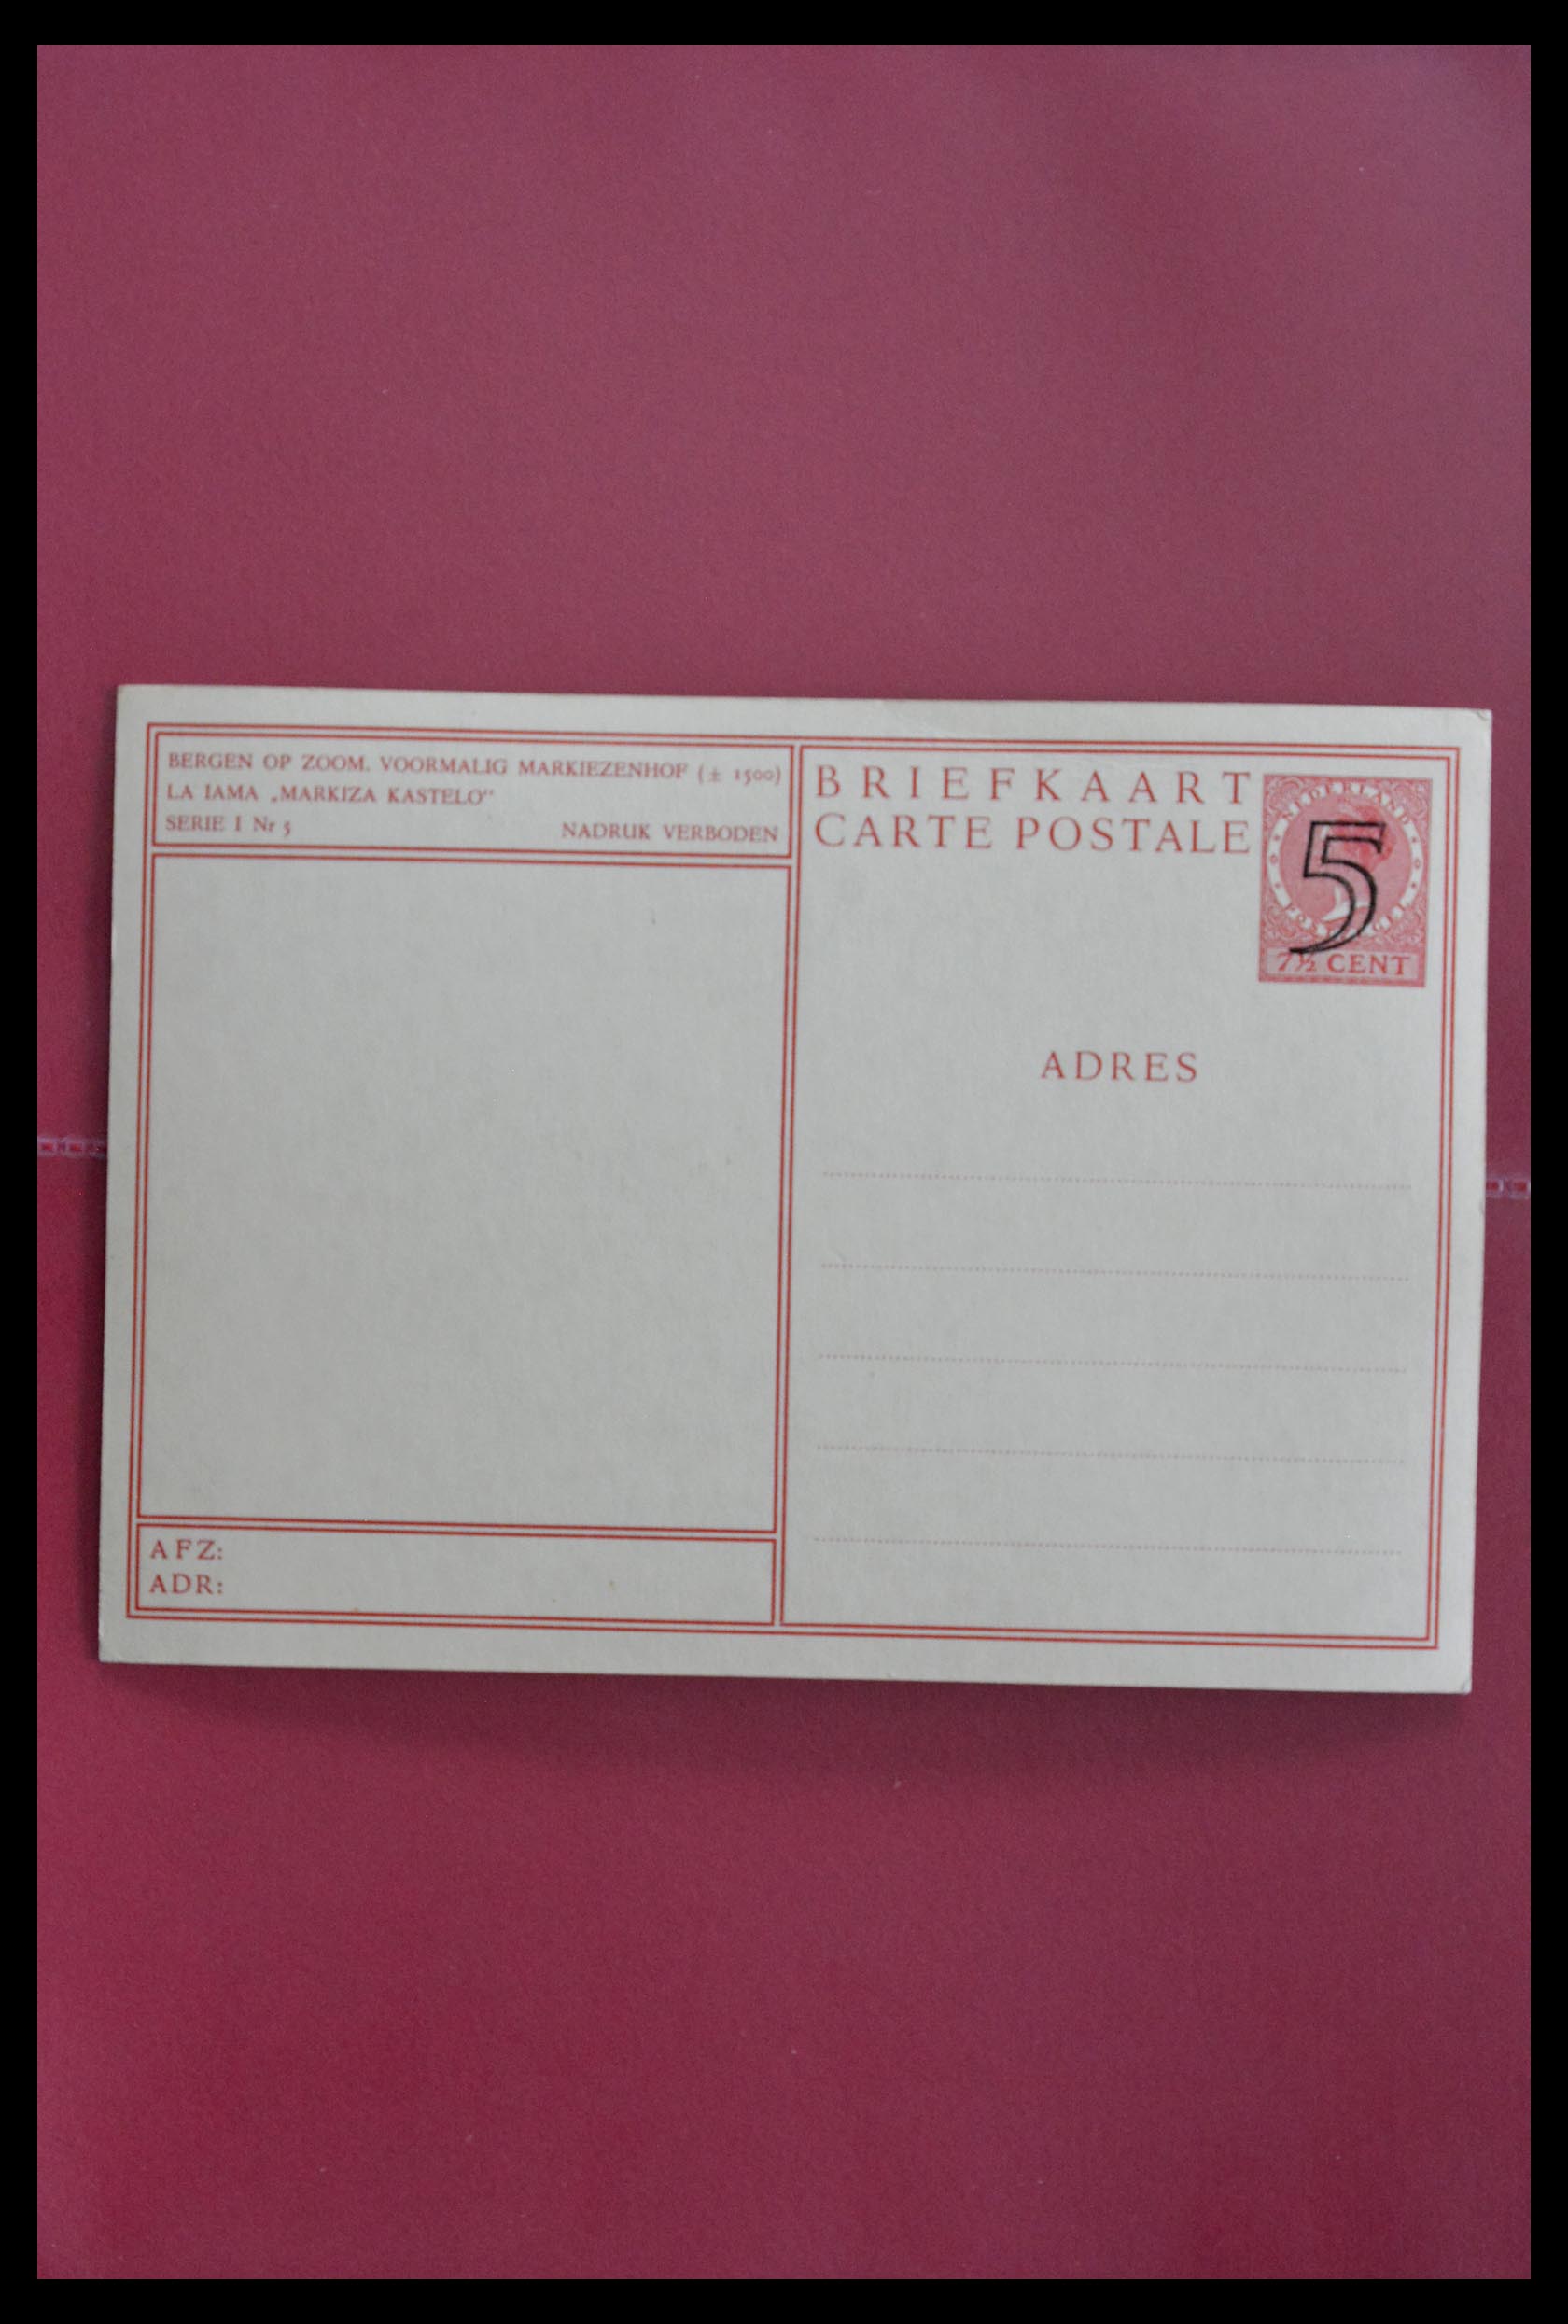 BERGEN OP ZOOM. VOORMALIG MARKIEZENHOF (± 1500)
LA IAMA „MARKIZA KASTELO"
SERIE I Nr 5 NADRUK VERBODEN
BRIEFKAART
CARTE POSTALE
NEDERLAND
5
7½ CENT
ADRES
AFZ:
ADR: